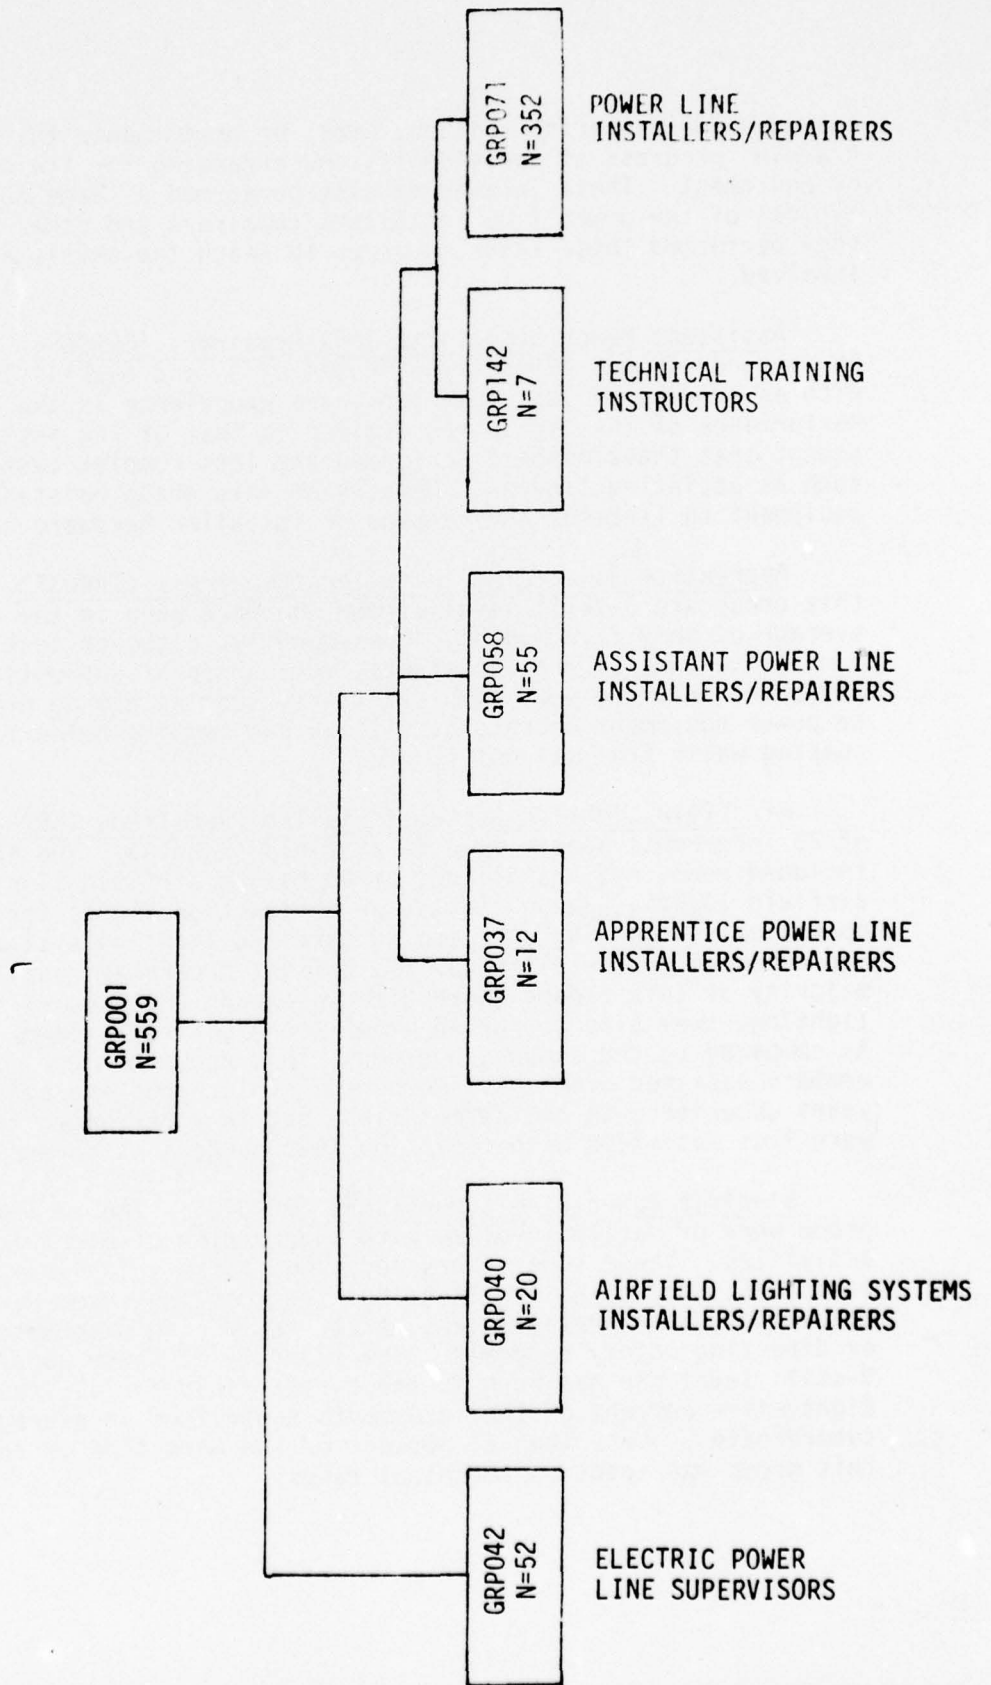 GRP071
N=352
POWER LINE
INSTALLERS/REPAIRERS
GRP142
N=7
TECHNICAL TRAINING
INSTRUCTORS
GRP058
N=55
ASSISTANT POWER LINE
INSTALLERS/REPAIRERS
GRP037
N=12
APPRENTICE POWER LINE
INSTALLERS/REPAIRERS
GRP001
N=559
GRP040
N=20
AIRFIELD LIGHTING SYSTEMS
INSTALLERS/REPAIRERS
GRP042
N=52
ELECTRIC POWER
LINE SUPERVISORS
7